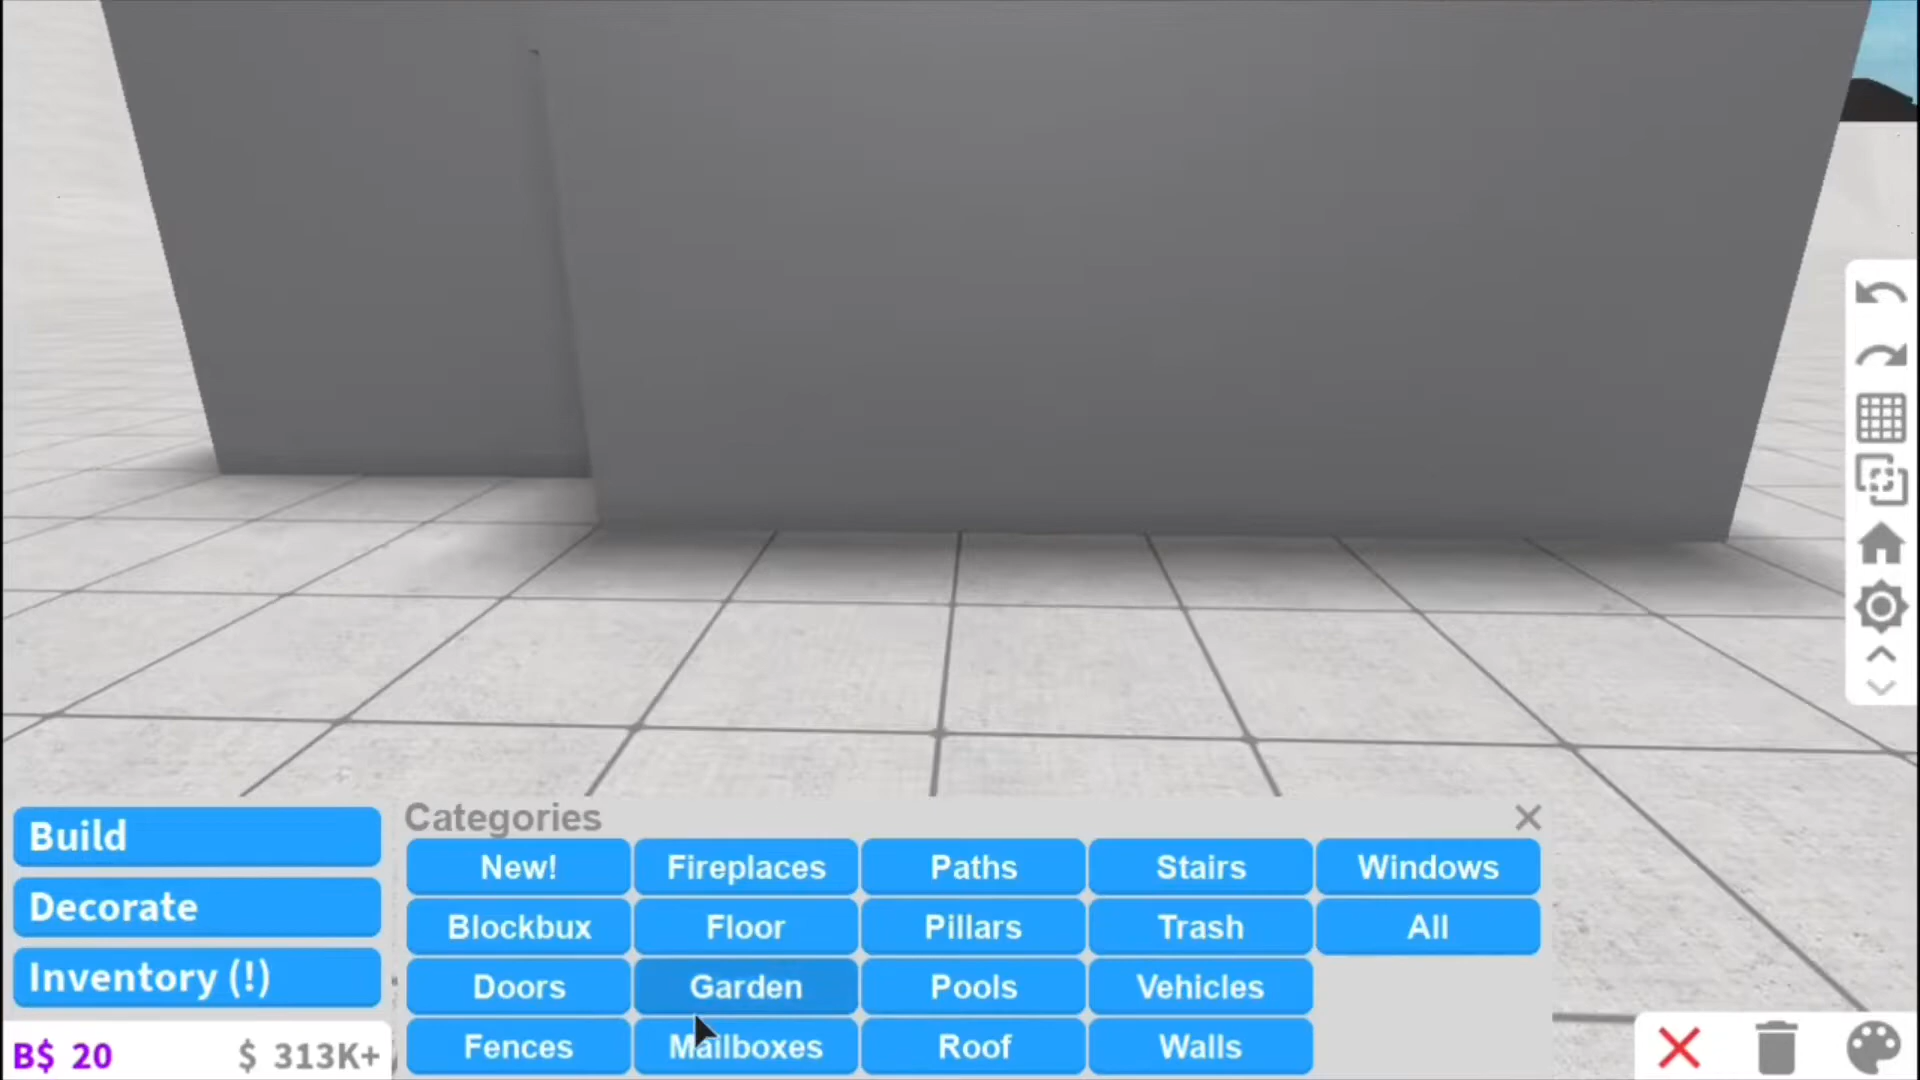 Build
Decorate
Inventory (!)
B$ 20
$ 313K+
Categories
New!
Fireplaces
Paths
Stairs
Windows
Blockbux
Floor
Pillars
Trash
All
Doors
Garden
Pools
Vehicles
Fences
Mailboxes
Roof
Walls